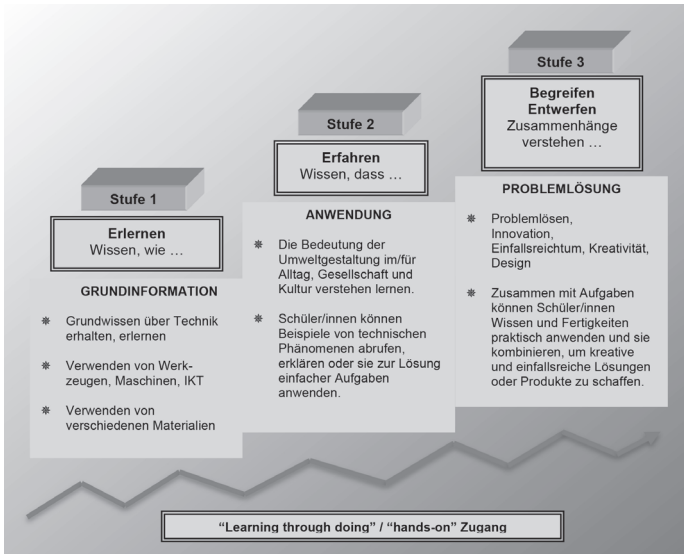 Stufe 1
Erlernen
Wissen, wie …
GRUNDINFORMATION
Grundwissen über Technik
erhalten, erlernen
Verwenden von Werk-
zeugen, Maschinen, IKT
Verwenden von
verschiedenen Materialien
Stufe 2
Erfahren
Wissen, dass …
ANWENDUNG
Die Bedeutung der
Umweltgestaltung im/für
Alltag, Gesellschaft und
Kultur verstehen lernen.
Schüler/innen können
Beispiele von technischen
Phänomenen abrufen,
erklären oder sie zur Lösung
einfacher Aufgaben
anwenden.
Stufe 3
Begreifen
Entwerfen
Zusammenhänge
verstehen …
PROBLEMLÖSUNG
Problemlösen,
Innovation,
Einfallsreichtum, Kreativität,
Design
Zusammen mit Aufgaben
können Schüler/innen
Wissen und Fertigkeiten
praktisch anwenden und sie
kombinieren, um kreative
und einfallsreiche Lösungen
oder Produkte zu schaffen.
“Learning through doing” / “hands-on” Zugang